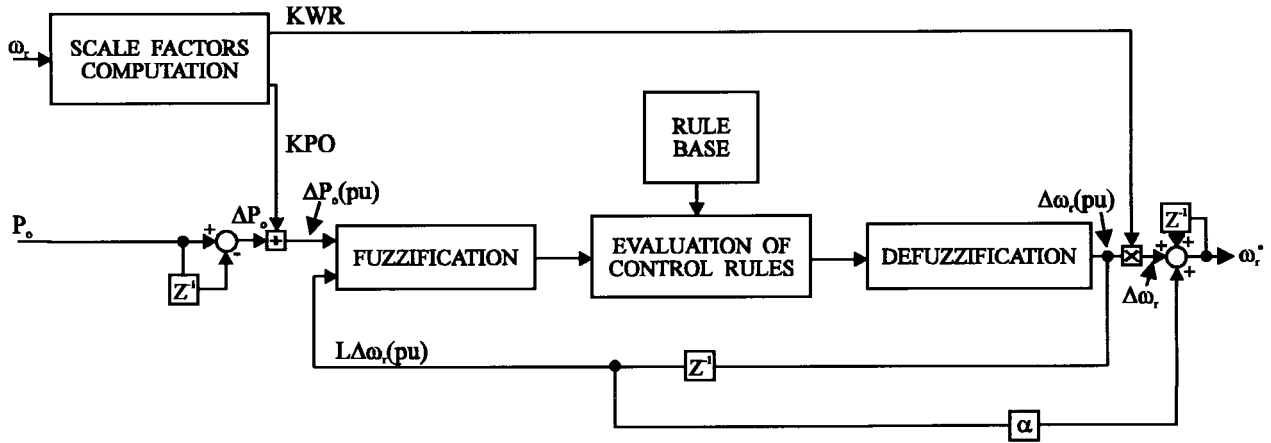 KWR
ω_r
SCALE FACTORS
COMPUTATION
RULE
BASE
KPO
ΔP_o(pu)
P_o
+
ΔP_o
-
÷
Z⁻¹
FUZZIFICATION
EVALUATION OF
CONTROL RULES
DEFUZZIFICATION
Δω_r(pu)
×
Z⁻¹
+
+
+
ω_r*
Δω_r
LΔω_r(pu)
Z⁻¹
α